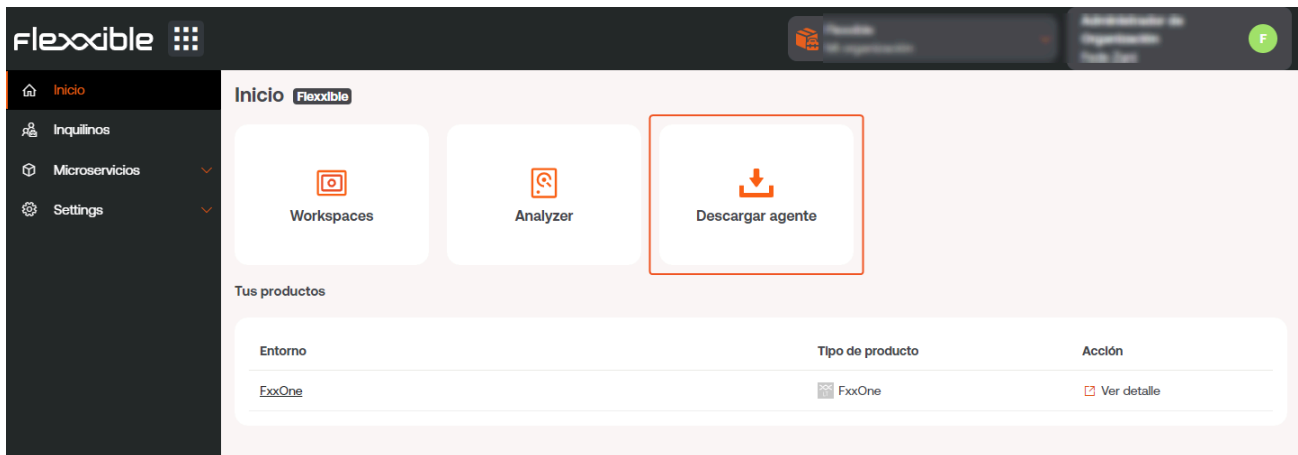 Flexxible
F
Inicio
Inquilinos
Microservicios
Settings
Inicio Flexxible
Workspaces
Analyzer
Descargar agente
Tus productos
Entorno Tipo de producto Acción
FxxOne FxxOne Ver detalle